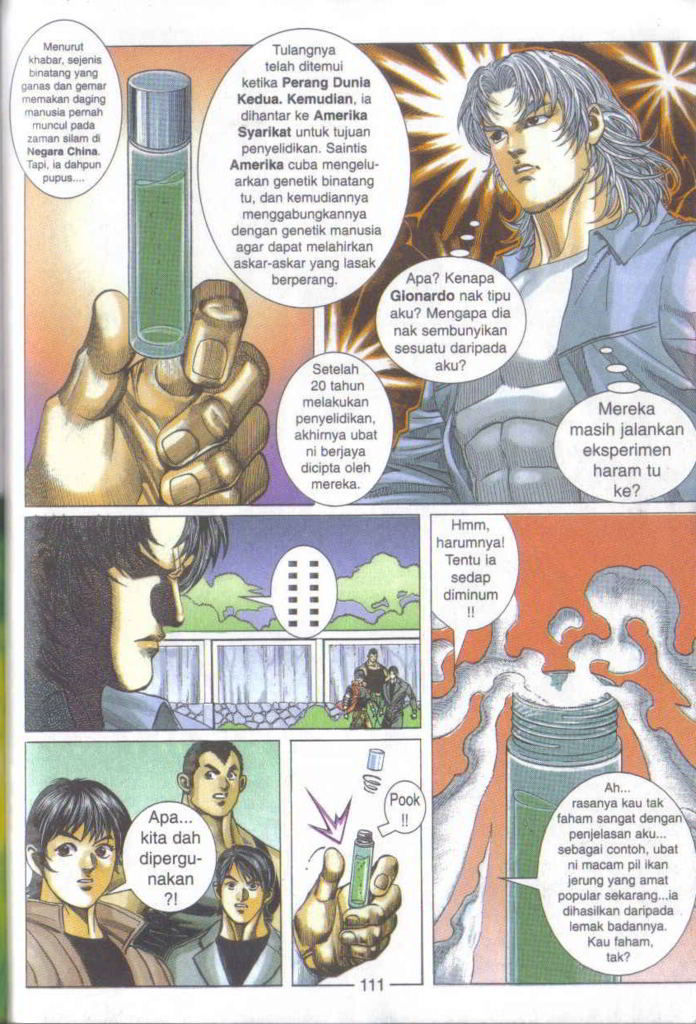 Menurut
khabar, sejenis
binatang yang
ganas dan gemar
memakan daging
manusia pernah
muncul pada
zaman silam di
Negara China.
Tapi, ia dahpun
pupus....
Tulangnya
telah ditemui
ketika Perang Dunia
Kedua. Kemudian, ia
dihantar ke Amerika
Syarikat untuk tujuan
penyelidikan. Saintis
Amerika cuba mengelu-
arkan genetik binatang
tu, dan kemudiannya
menggabungkannya
dengan genetik manusia
agar dapat melahirkan
askar-askar yang lasak
berperang.
Apa? Kenapa
Gionardo nak tipu
aku? Mengapa dia
nak sembunyikan
sesuatu daripada
aku?
Setelah
20 tahun
melakukan
penyelidikan,
akhirnya ubat
ni berjaya
dicipta oleh
mereka.
Mereka
masih jalankan
eksperimen
haram tu
ke?
Hmm,
harumnya!
Tentu ia
sedap
diminum
!!
Apa...
kita dah
dipergu-
nakan
?!
Pook
!!
Ah...
rasanya kau tak
faham sangat dengan
penjelasan aku...
sebagai contoh, ubat
ni macam pil ikan
jerung yang amat
popular sekarang...ia
dihasilkan daripada
lemak badannya.
Kau faham,
tak?
111